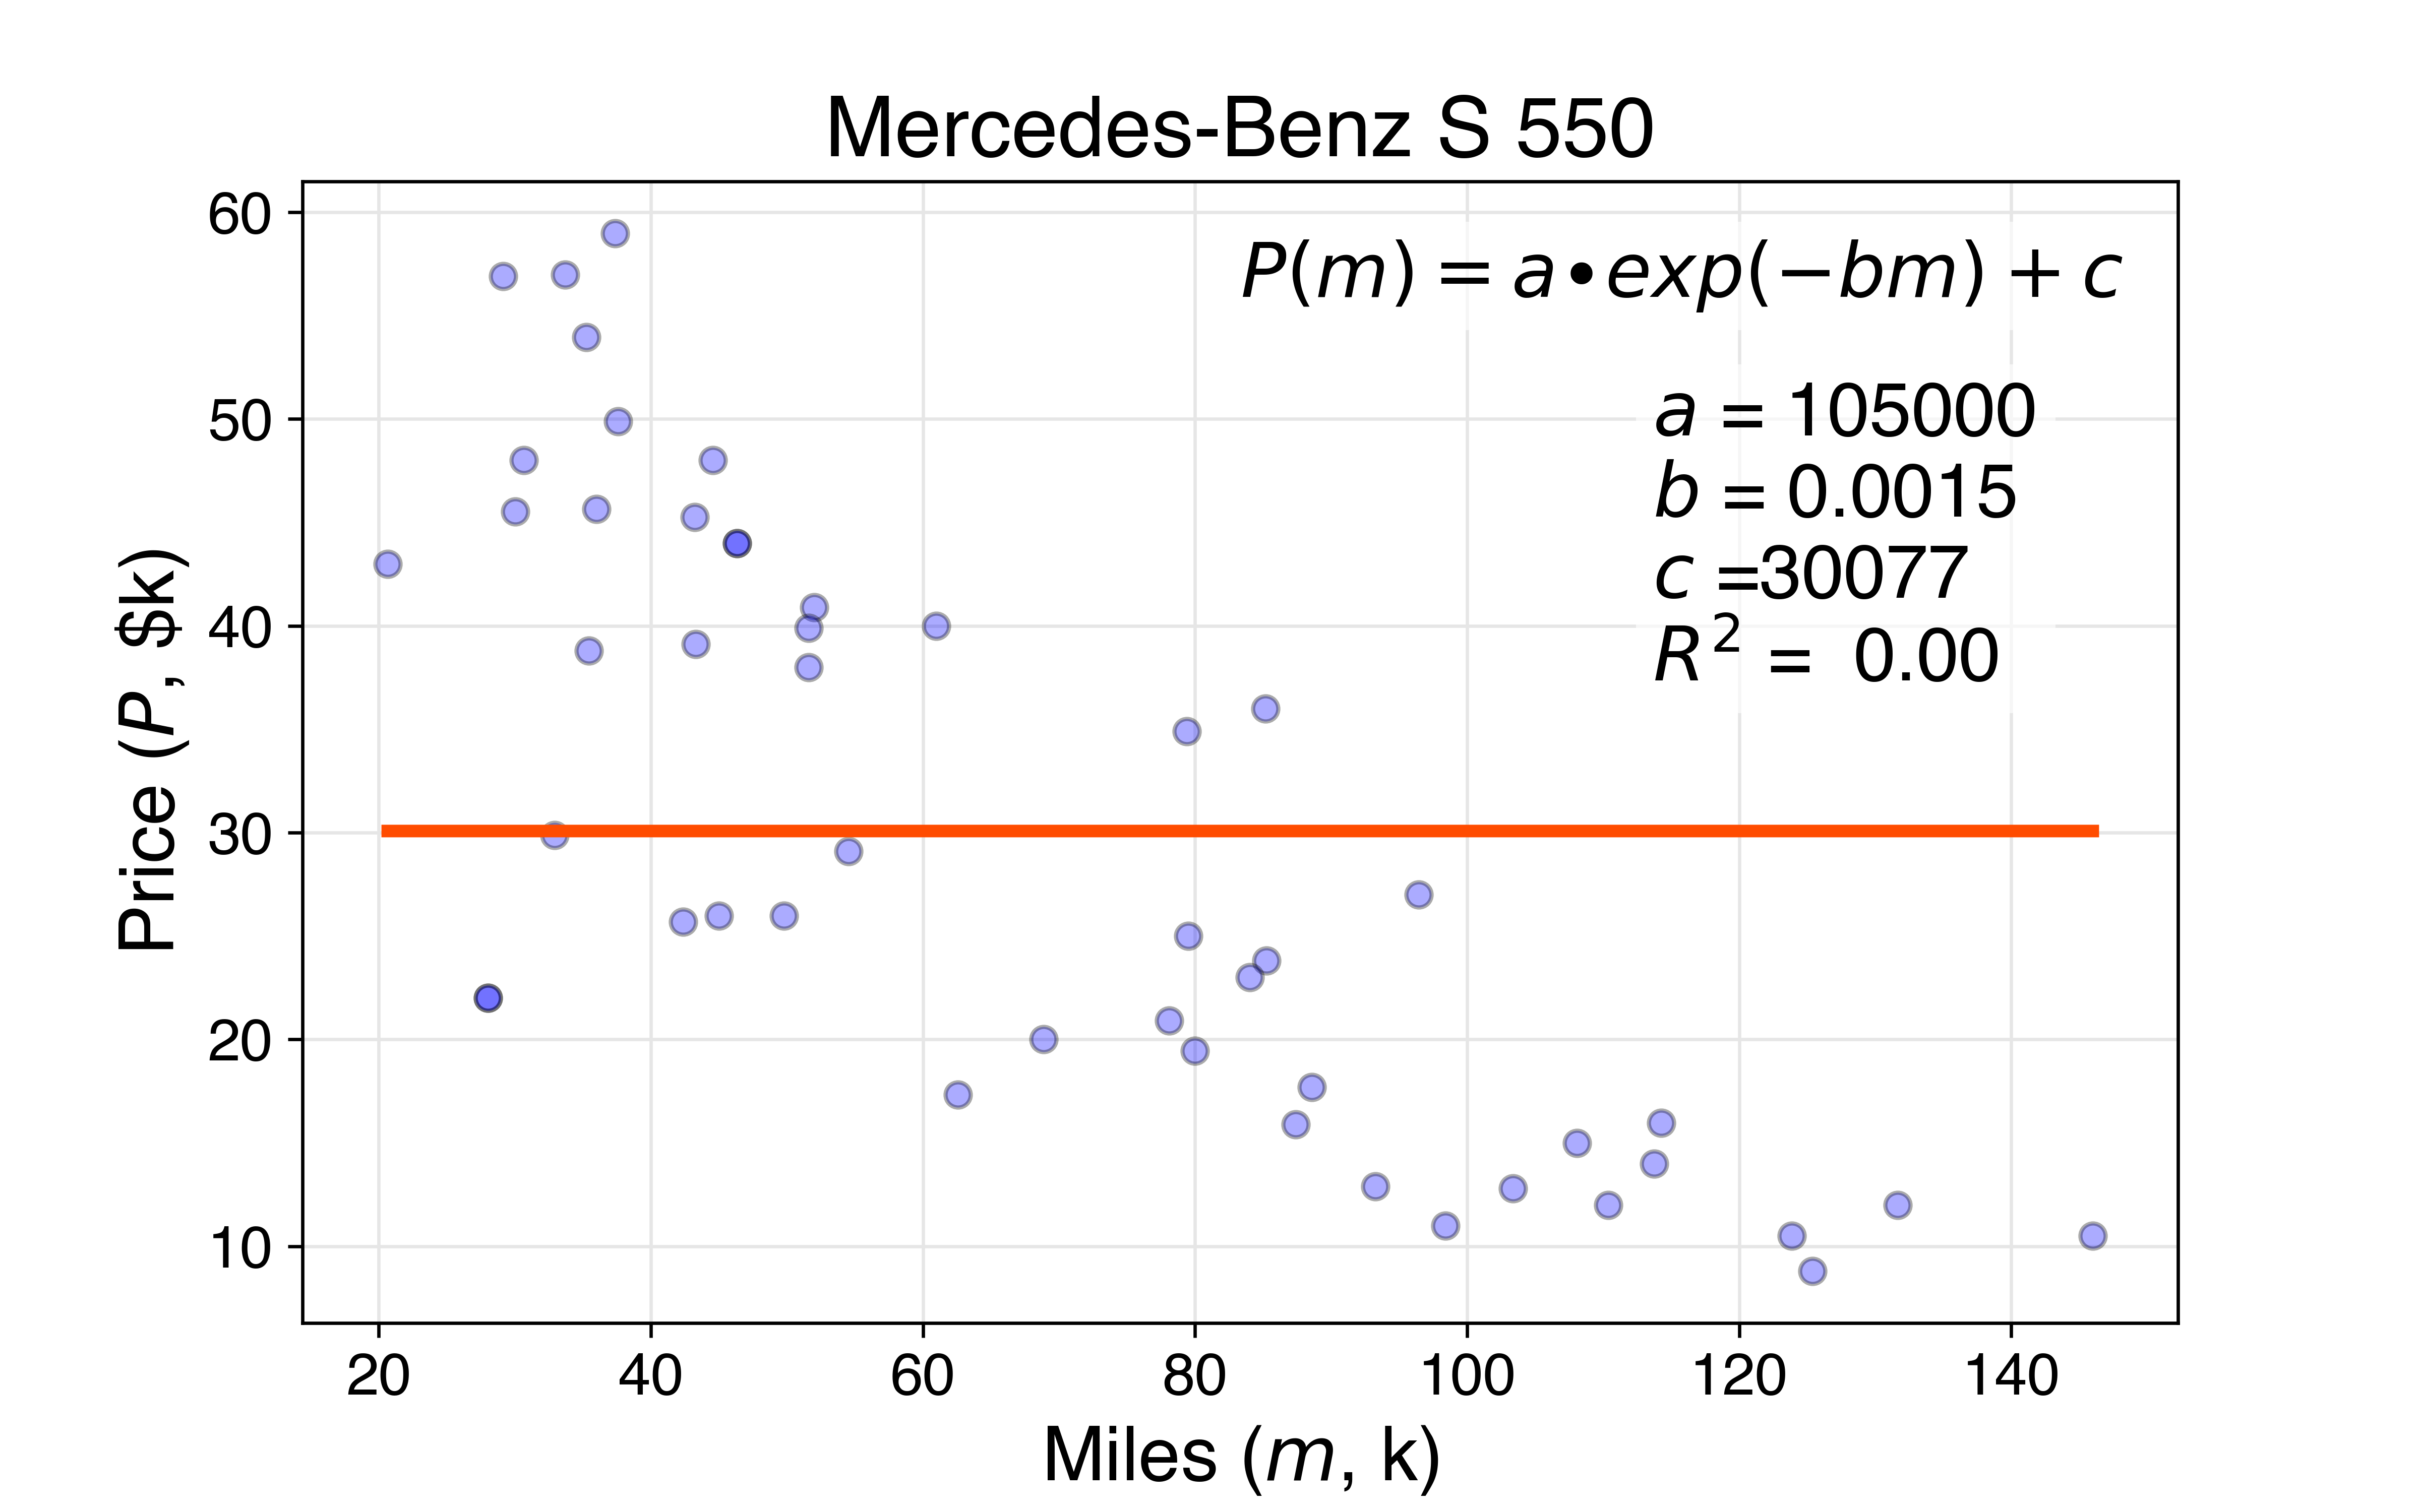 Mercedes-Benz S 550
P(m) = a•exp(−bm) + c
a = 105000
b = 0.0015
c =30077
R² = 0.00
Price (P, $k)
60
50
40
30
20
10
20 40 60 80 100 120 140
Miles (m, k)